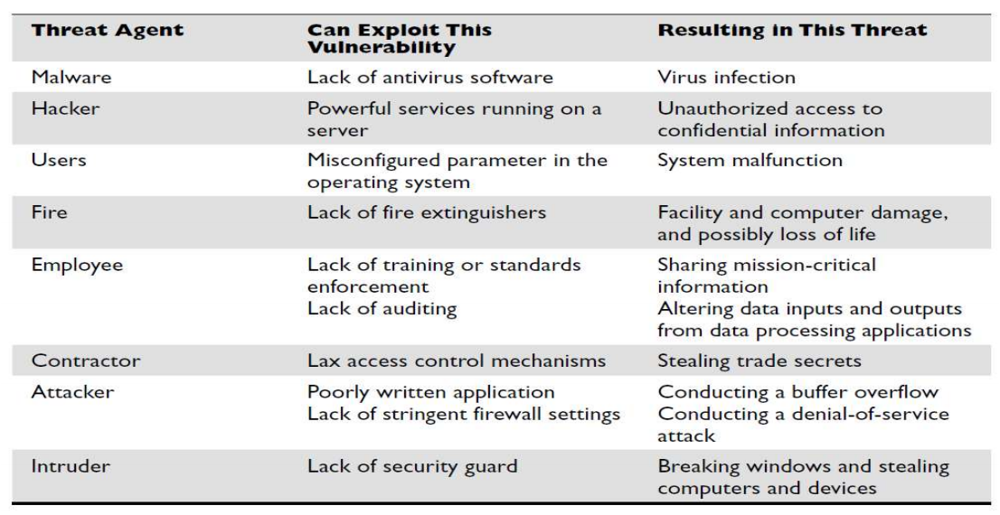 Threat Agent
Can Exploit This
Vulnerability
Resulting in This Threat
Malware
Lack of antivirus software
Virus infection
Hacker
Powerful services running on a
server
Unauthorized access to
confidential information
Users
Misconfigured parameter in the
operating system
System malfunction
Fire
Lack of fire extinguishers
Facility and computer damage,
and possibly loss of life
Employee
Lack of training or standards
enforcement
Lack of auditing
Sharing mission-critical
information
Altering data inputs and outputs
from data processing applications
Contractor
Lax access control mechanisms
Stealing trade secrets
Attacker
Poorly written application
Lack of stringent firewall settings
Conducting a buffer overflow
Conducting a denial-of-service
attack
Intruder
Lack of security guard
Breaking windows and stealing
computers and devices